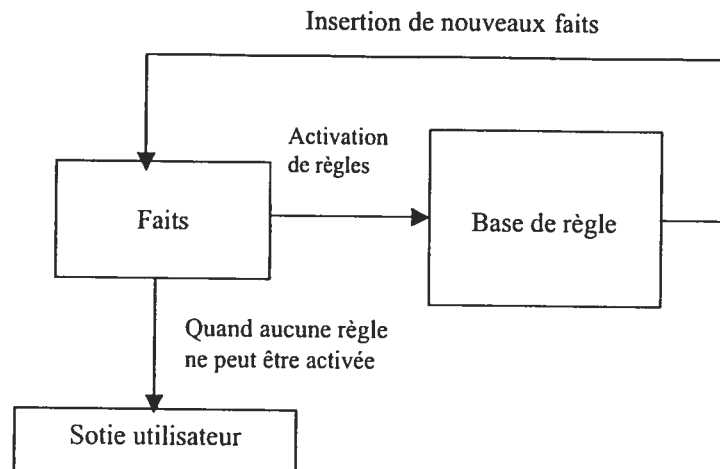 Insertion de nouveaux faits
Activation
de règles
Faits
Base de règle
Quand aucune règle
ne peut être activée
Sotie utilisateur